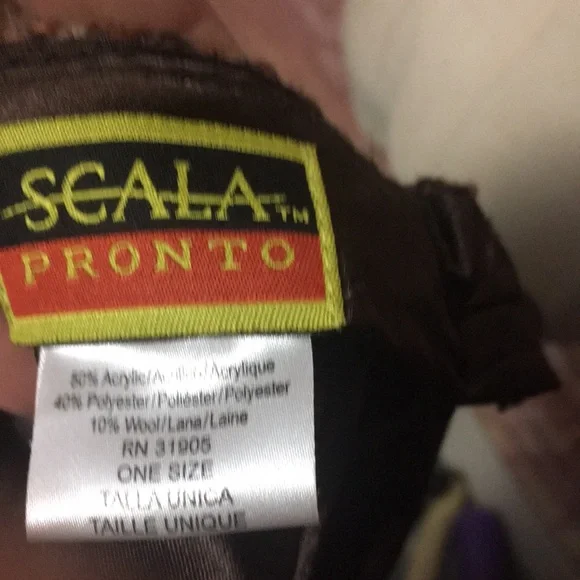 SCALA™
PRONTO
50% Acrylic/Acrílico/Acrylique
40% Polyester/Poliéster/Polyester
10% Wool/Lana/Laine
RN 31905
ONE SIZE
TALLA UNICA
TAILLE UNIQUE